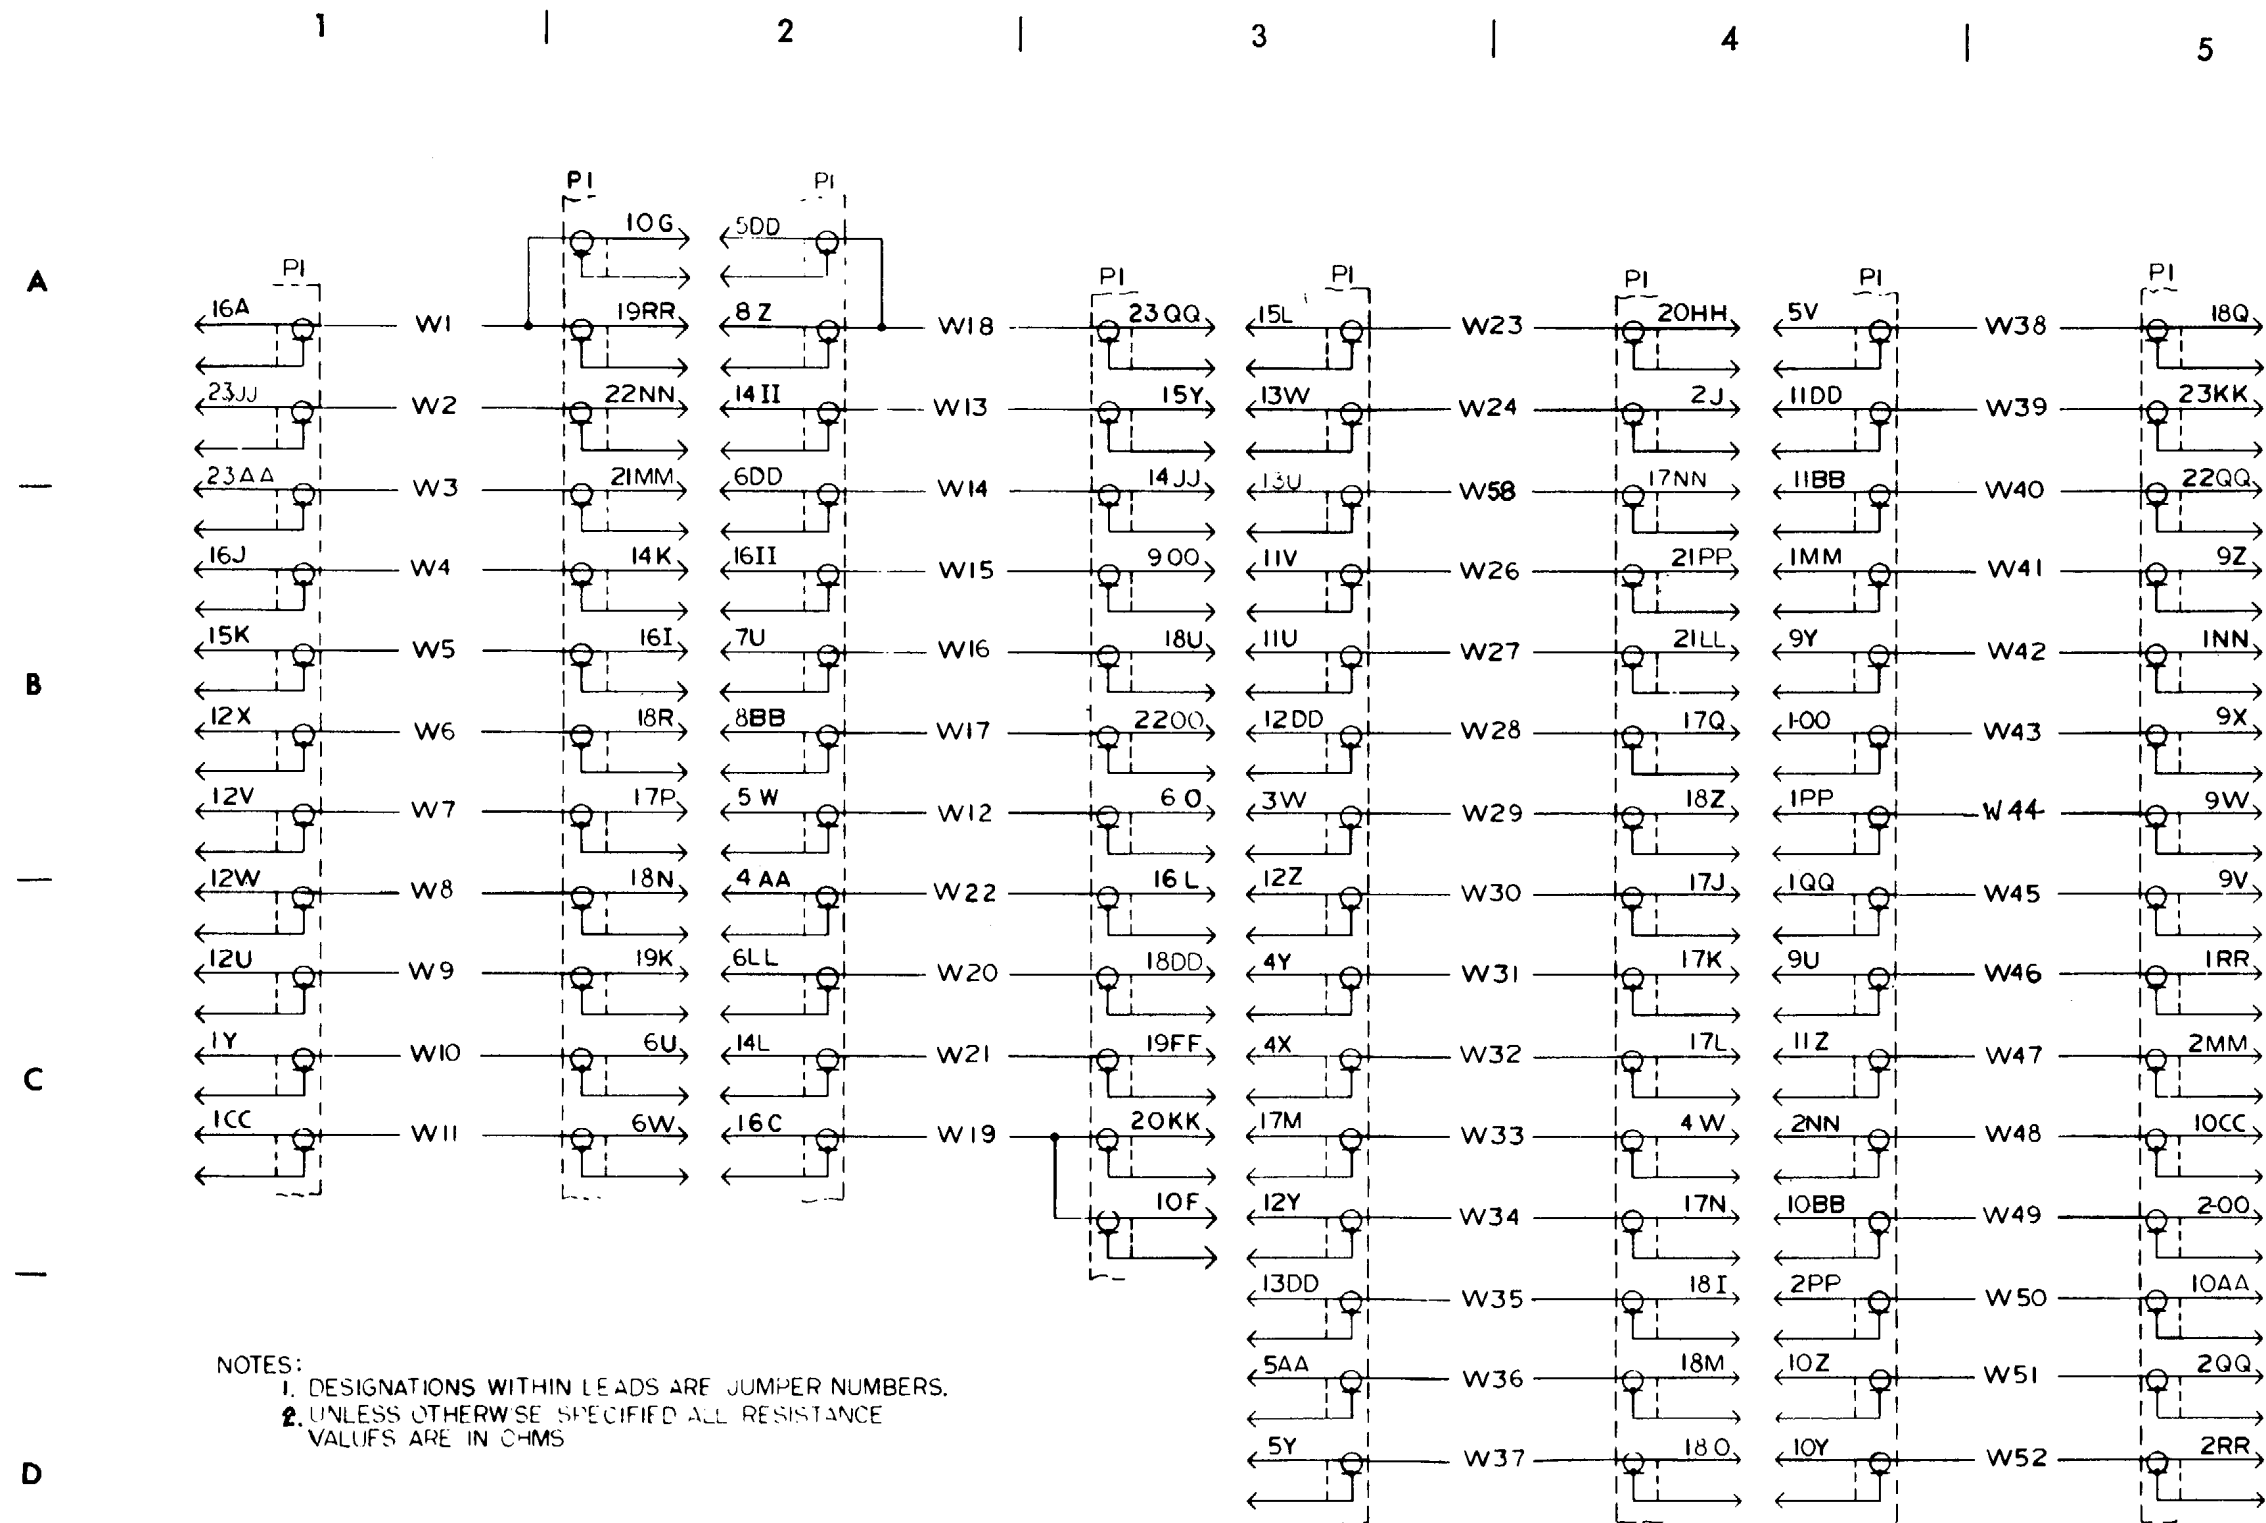 1 | 2 | 3 | 4 | 5
P1 P1
10G 5DD
A P1 P1 P1 P1 P1 P1
16A W1 19RR 8Z W18 23QQ 15L W23 20HH 5V W38 18Q
23JJ W2 22NN 14II W13 15Y 13W W24 2J 11DD W39 23KK
23AA W3 21MM 6DD W14 14JJ 13U W58 17NN 11BB W40 22QQ
16J W4 14K 16II W15 9OO 11V W26 21PP 1MM W41 9Z
15K W5 16I 7U W16 18U 11U W27 21LL 9Y W42 1NN
B
12X W6 18R 8BB W17 22OO 12DD W28 17Q 1-OO W43 9X
12V W7 17P 5W W12 6O 3W W29 18Z 1PP W44 9W
12W W8 18N 4AA W22 16L 12Z W30 17J 1QQ W45 9V
12U W9 19K 6LL W20 18DD 4Y W31 17K 9U W46 1RR
1Y W10 6U 14L W21 19FF 4X W32 17L 11Z W47 2MM
C
1CC W11 6W 16C W19 20KK 17M W33 4W 2NN W48 10CC
10F 12Y W34 17N 10BB W49 2-OO
13DD W35 18I 2PP W50 10AA
5AA W36 18M 10Z W51 2QQ
5Y W37 18O 10Y W52 2RR
D
NOTES:
1. DESIGNATIONS WITHIN LEADS ARE JUMPER NUMBERS.
2. UNLESS OTHERWISE SPECIFIED ALL RESISTANCE
VALUES ARE IN OHMS